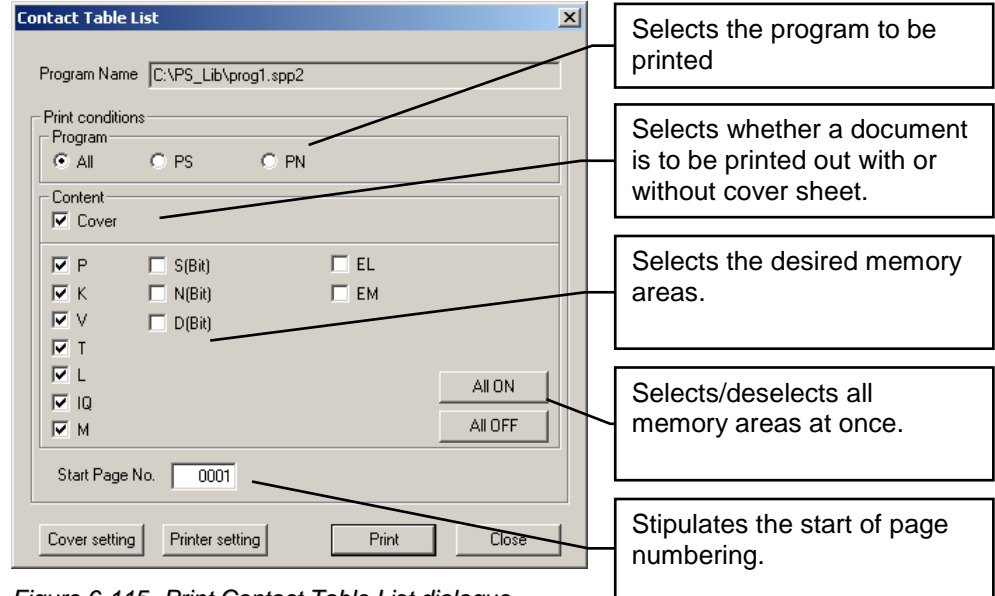 Contact Table List
Program Name C:\PS_Lib\prog1.spp2
Print conditions
Program
All PS PN
Content
Cover
P S(Bit) EL
K N(Bit) EM
V D(Bit)
T
L
IQ
M
All ON
All OFF
Start Page No. 0001
Cover setting Printer setting Print Close
Selects the program to be
printed
Selects whether a document
is to be printed out with or
without cover sheet.
Selects the desired memory
areas.
Selects/deselects all
memory areas at once.
Stipulates the start of page
numbering.
Figure 6-115 Print Contact Table List dialogue